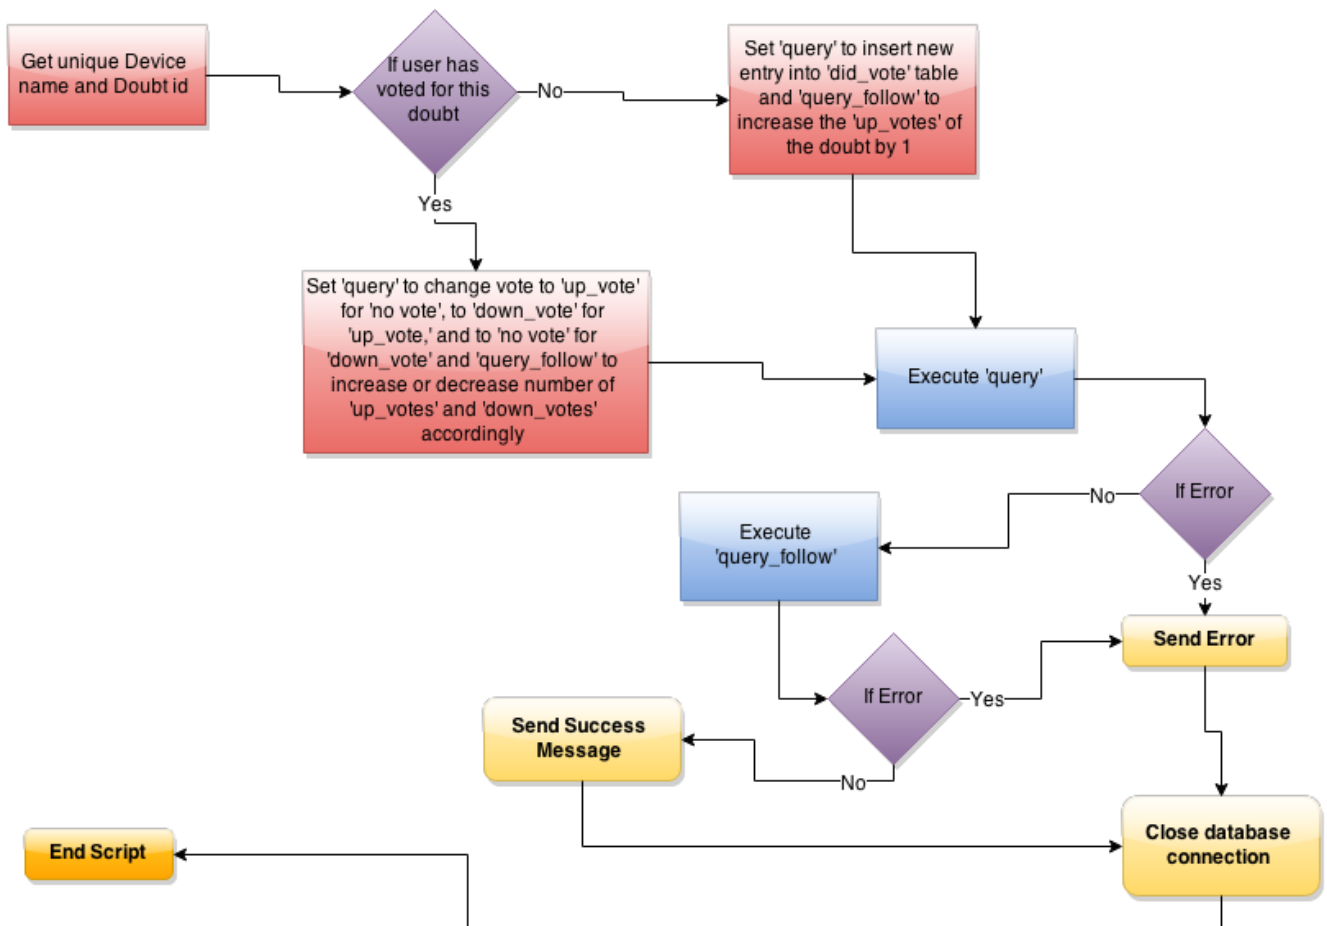 Get unique Device
name and Doubt id
If user has
voted for this
doubt
No
Set 'query' to insert new
entry into 'did_vote' table
and 'query_follow' to
increase the 'up_votes' of
the doubt by 1
Yes
Set 'query' to change vote to 'up_vote'
for 'no vote', to 'down_vote' for
'up_vote,' and to 'no vote' for
'down_vote' and 'query_follow' to
increase or decrease number of
'up_votes' and 'down_votes'
accordingly
Execute 'query'
If Error
No
Yes
Execute
'query_follow'
Send Error
If Error
Yes
No
Send Success
Message
Close database
connection
End Script